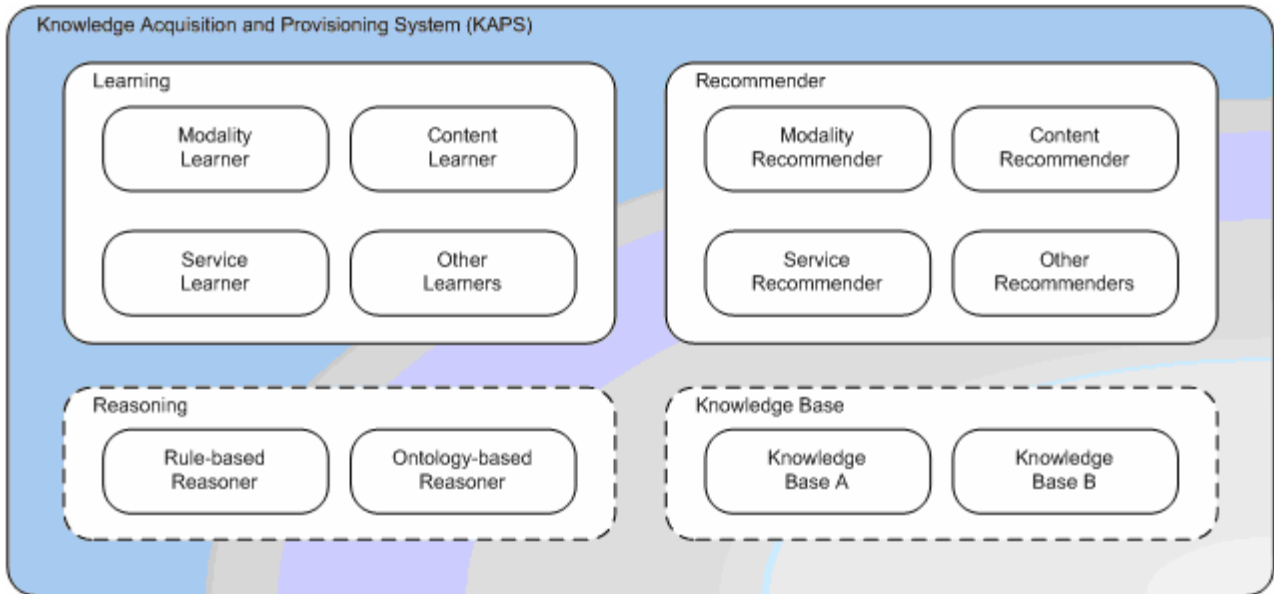 Knowledge Acquisition and Provisioning System (KAPS)
Learning
Modality
Learner
Content
Learner
Service
Learner
Other
Learners
Recommender
Modality
Recommender
Content
Recommender
Service
Recommender
Other
Recommenders
Reasoning
Rule-based
Reasoner
Ontology-based
Reasoner
Knowledge Base
Knowledge
Base A
Knowledge
Base B